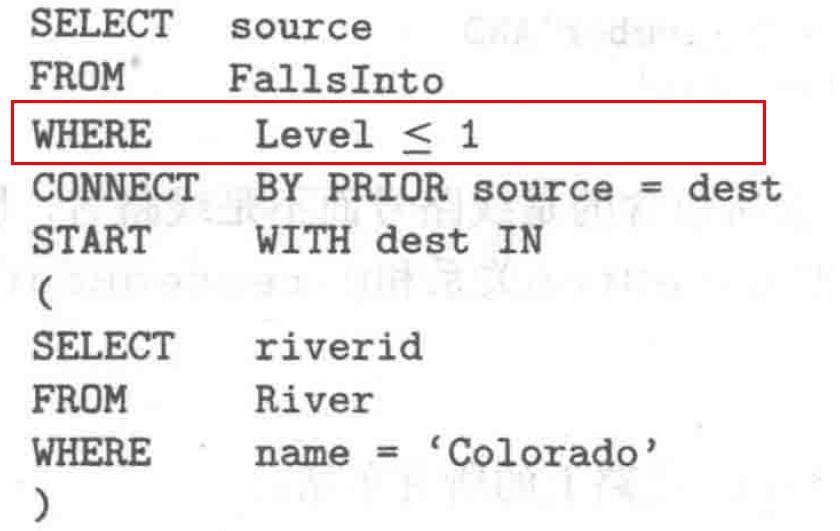 SELECT source
FROM FallsInto
WHERE Level ≤ 1
CONNECT BY PRIOR source = dest
START WITH dest IN
(
SELECT riverid
FROM River
WHERE name = ‘Colorado’
)